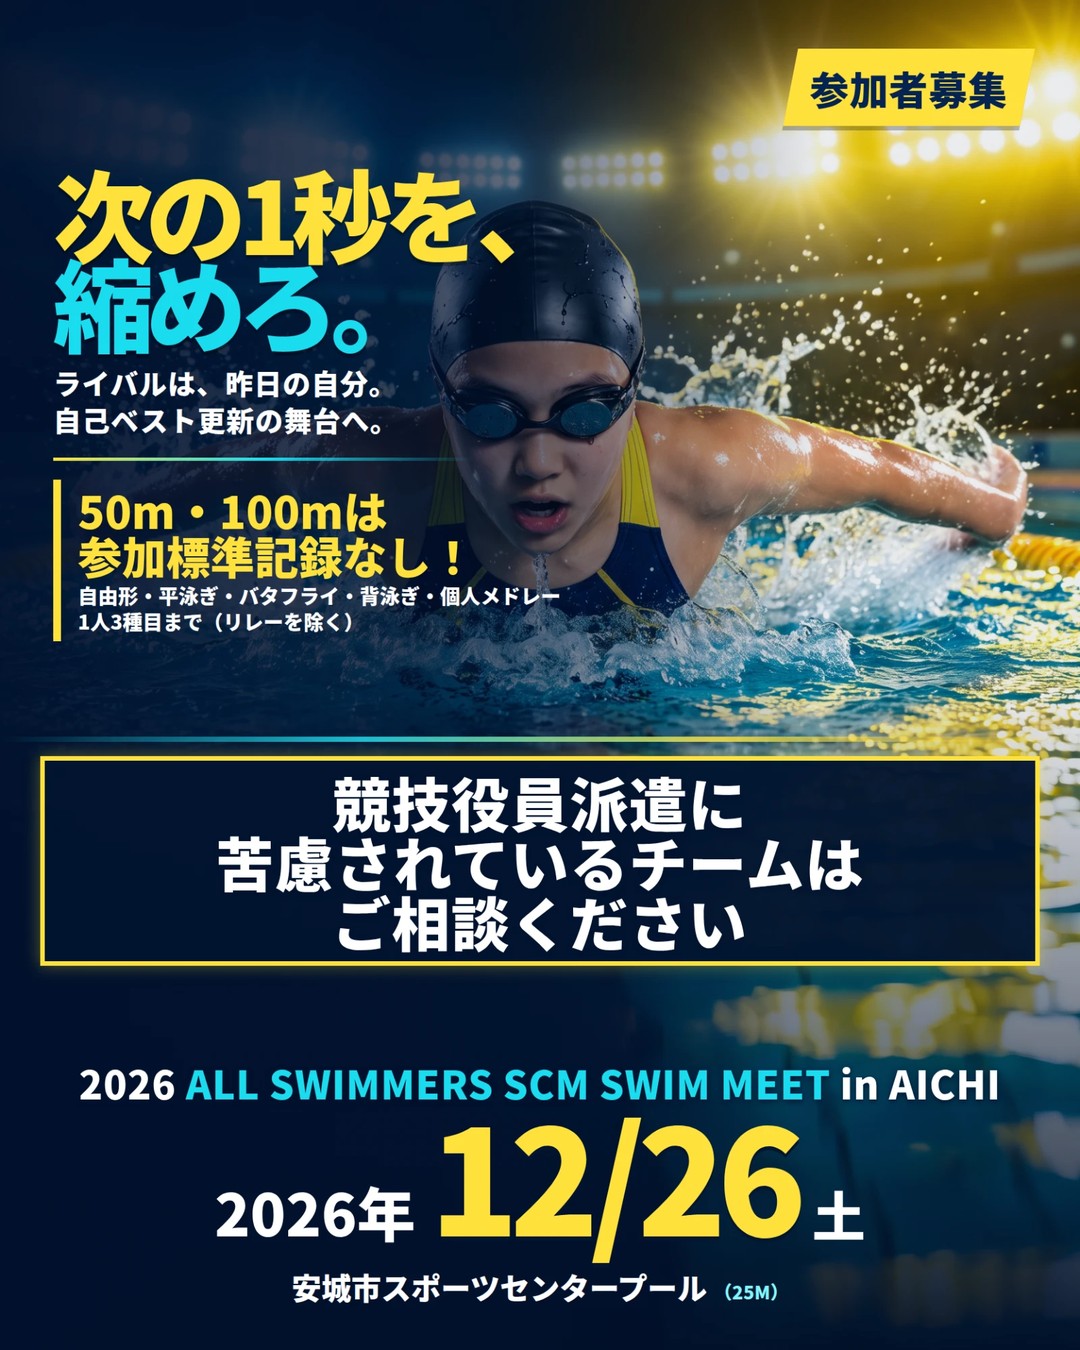 参加者募集
次の1秒を、
縮めろ。
ライバルは、昨日の自分。
自己ベスト更新の舞台へ。
50m・100mは
参加標準記録なし！
自由形・平泳ぎ・バタフライ・背泳ぎ・個人メドレー
1人3種目まで（リレーを除く）
競技役員派遣に
苦慮されているチームは
ご相談ください
2026 ALL SWIMMERS SCM SWIM MEET in AICHI
2026年 12/26 土
安城市スポーツセンタープール （25M）